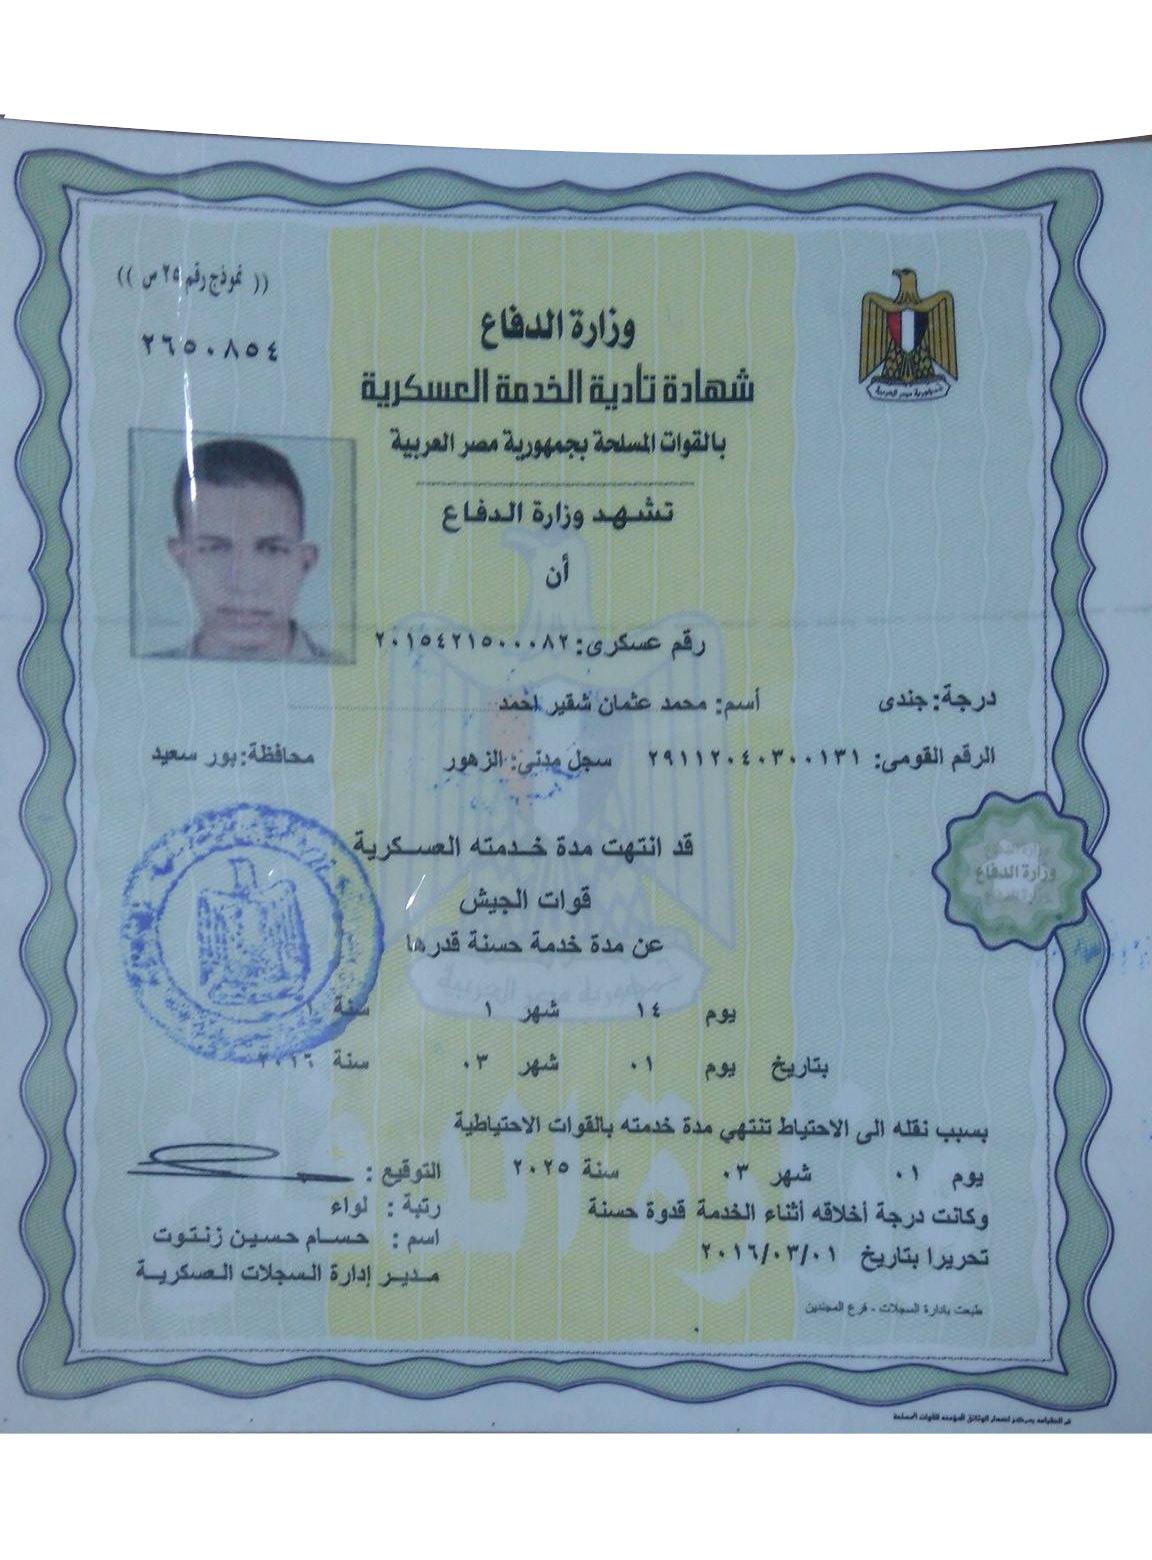 (( نموذج رقم ٢٥ س ))
٢٦٥٠٨٥٤
جمهورية مصر العربية
وزارة الدفاع
شهادة تأدية الخدمة العسكرية
بالقوات المسلحة بجمهورية مصر العربية
تشهد وزارة الدفاع
أن
رقم عسكرى: ٢٠١٥٤٢١٥٠٠٠٨٢
درجة: جندى أسم: محمد عثمان شقير احمد
الرقم القومى: ٢٩١١٢٠٤٠٣٠٠١٣١ سجل مدنى: الزهور محافظة: بور سعيد
قد انتهت مدة خدمته العسكرية
قوات الجيش
وزارة الدفاع
عن مدة خدمة حسنة قدرها
يوم ١٤ شهر ١ سنة ١
بتاريخ يوم ٠١ شهر ٠٣ سنة ٢٠١٦
بسبب نقله الى الاحتياط تنتهي مدة خدمته بالقوات الاحتياطية
يوم ٠١ شهر ٠٣ سنة ٢٠٢٥
وكانت درجة أخلاقه أثناء الخدمة قدوة حسنة
تحريرا بتاريخ ٢٠١٦/٠٣/٠١
التوقيع :
رتبة : لواء
اسم : حسام حسين زنتوت
مدير إدارة السجلات العسكرية
طبعت بادارة السجلات - فرع المجندين